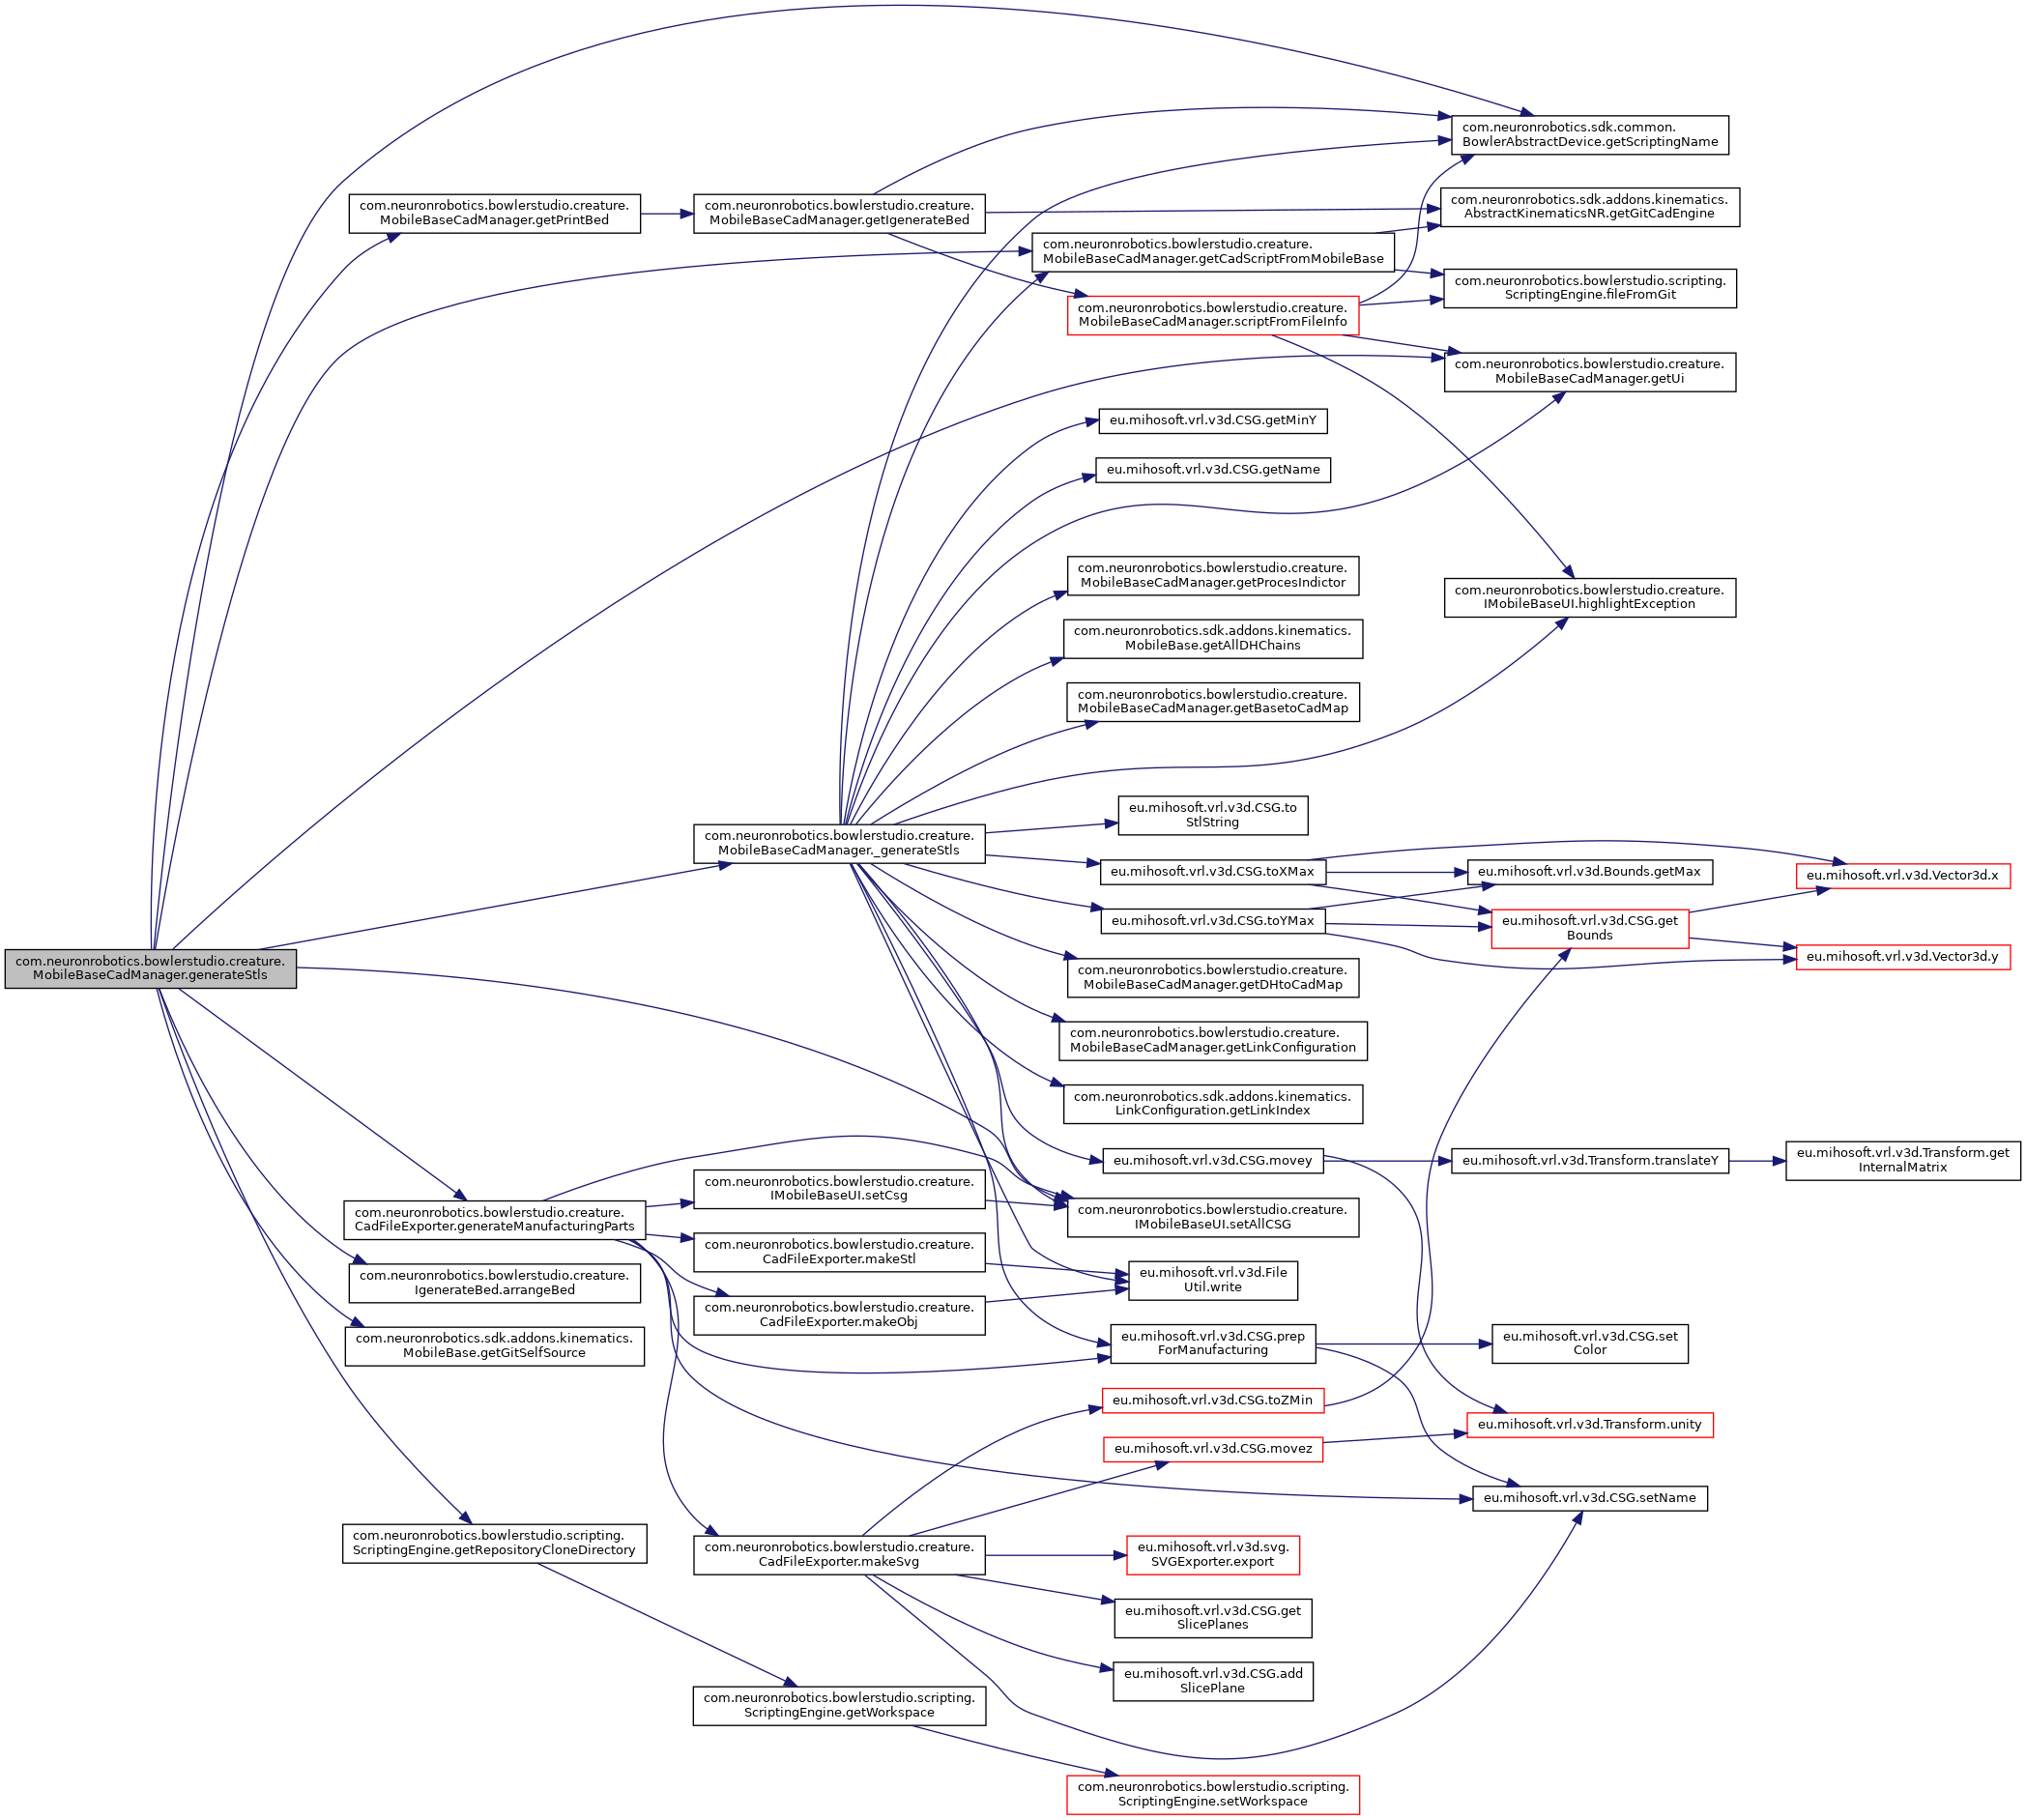 com.neuronrobotics.sdk.common.
BowlerAbstractDevice.getScriptingName
com.neuronrobotics.bowlerstudio.creature.
MobileBaseCadManager.getPrintBed
com.neuronrobotics.bowlerstudio.creature.
MobileBaseCadManager.getIgenerateBed
com.neuronrobotics.sdk.addons.kinematics.
AbstractKinematicsNR.getGitCadEngine
com.neuronrobotics.bowlerstudio.creature.
MobileBaseCadManager.getCadScriptFromMobileBase
com.neuronrobotics.bowlerstudio.scripting.
ScriptingEngine.fileFromGit
com.neuronrobotics.bowlerstudio.creature.
MobileBaseCadManager.scriptFromFileInfo
com.neuronrobotics.bowlerstudio.creature.
MobileBaseCadManager.getUi
eu.mihosoft.vrl.v3d.CSG.getMinY
eu.mihosoft.vrl.v3d.CSG.getName
com.neuronrobotics.bowlerstudio.creature.
MobileBaseCadManager.getProcesIndictor
com.neuronrobotics.bowlerstudio.creature.
IMobileBaseUI.highlightException
com.neuronrobotics.sdk.addons.kinematics.
MobileBase.getAllDHChains
com.neuronrobotics.bowlerstudio.creature.
MobileBaseCadManager.getBasetoCadMap
eu.mihosoft.vrl.v3d.CSG.to
StlString
com.neuronrobotics.bowlerstudio.creature.
MobileBaseCadManager._generateStls
eu.mihosoft.vrl.v3d.CSG.toXMax
eu.mihosoft.vrl.v3d.Bounds.getMax
eu.mihosoft.vrl.v3d.Vector3d.x
eu.mihosoft.vrl.v3d.CSG.toYMax
eu.mihosoft.vrl.v3d.CSG.get
Bounds
eu.mihosoft.vrl.v3d.Vector3d.y
com.neuronrobotics.bowlerstudio.creature.
MobileBaseCadManager.generateStls
com.neuronrobotics.bowlerstudio.creature.
MobileBaseCadManager.getDHtoCadMap
com.neuronrobotics.bowlerstudio.creature.
MobileBaseCadManager.getLinkConfiguration
com.neuronrobotics.sdk.addons.kinematics.
LinkConfiguration.getLinkIndex
eu.mihosoft.vrl.v3d.CSG.movey
eu.mihosoft.vrl.v3d.Transform.translateY
eu.mihosoft.vrl.v3d.Transform.get
InternalMatrix
com.neuronrobotics.bowlerstudio.creature.
IMobileBaseUI.setCsg
com.neuronrobotics.bowlerstudio.creature.
CadFileExporter.generateManufacturingParts
com.neuronrobotics.bowlerstudio.creature.
IMobileBaseUI.setAllCSG
com.neuronrobotics.bowlerstudio.creature.
CadFileExporter.makeStl
com.neuronrobotics.bowlerstudio.creature.
IgenerateBed.arrangeBed
eu.mihosoft.vrl.v3d.File
Util.write
com.neuronrobotics.bowlerstudio.creature.
CadFileExporter.makeObj
com.neuronrobotics.sdk.addons.kinematics.
MobileBase.getGitSelfSource
eu.mihosoft.vrl.v3d.CSG.prep
ForManufacturing
eu.mihosoft.vrl.v3d.CSG.set
Color
eu.mihosoft.vrl.v3d.CSG.toZMin
eu.mihosoft.vrl.v3d.Transform.unity
eu.mihosoft.vrl.v3d.CSG.movez
eu.mihosoft.vrl.v3d.CSG.setName
com.neuronrobotics.bowlerstudio.scripting.
ScriptingEngine.getRepositoryCloneDirectory
com.neuronrobotics.bowlerstudio.creature.
CadFileExporter.makeSvg
eu.mihosoft.vrl.v3d.svg.
SVGExporter.export
eu.mihosoft.vrl.v3d.CSG.get
SlicePlanes
eu.mihosoft.vrl.v3d.CSG.add
SlicePlane
com.neuronrobotics.bowlerstudio.scripting.
ScriptingEngine.getWorkspace
com.neuronrobotics.bowlerstudio.scripting.
ScriptingEngine.setWorkspace